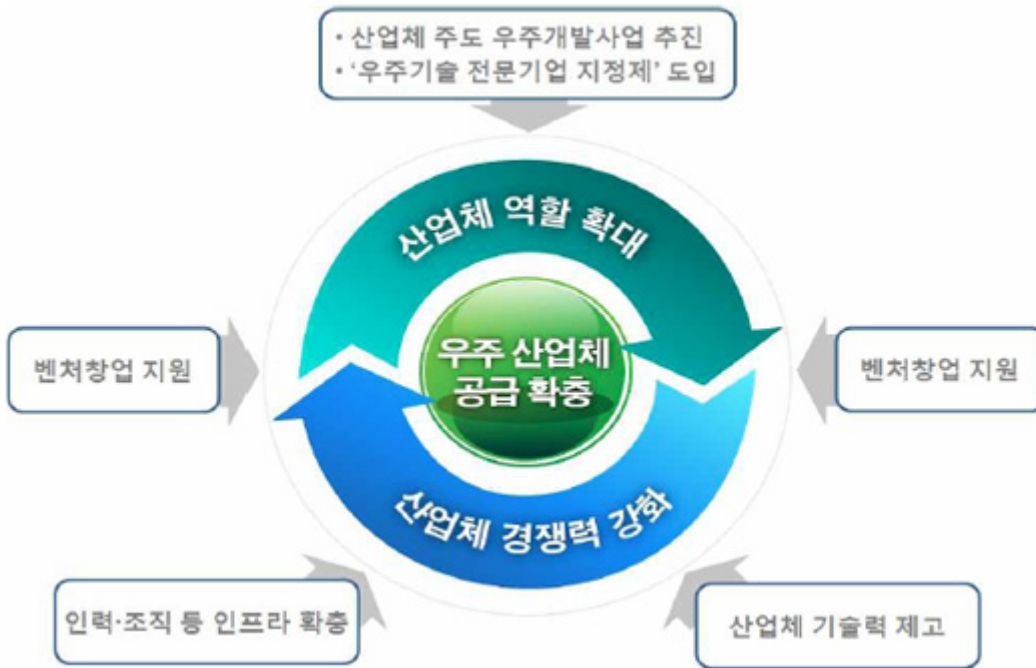 • 산업체 주도 우주개발사업 추진
• ‘우주기술 전문기업 지정제’ 도입
산업체 역할 확대
벤처창업 지원
우주 산업체
공급 확충
벤처창업 지원
산업체 경쟁력 강화
인력·조직 등 인프라 확충
산업체 기술력 제고